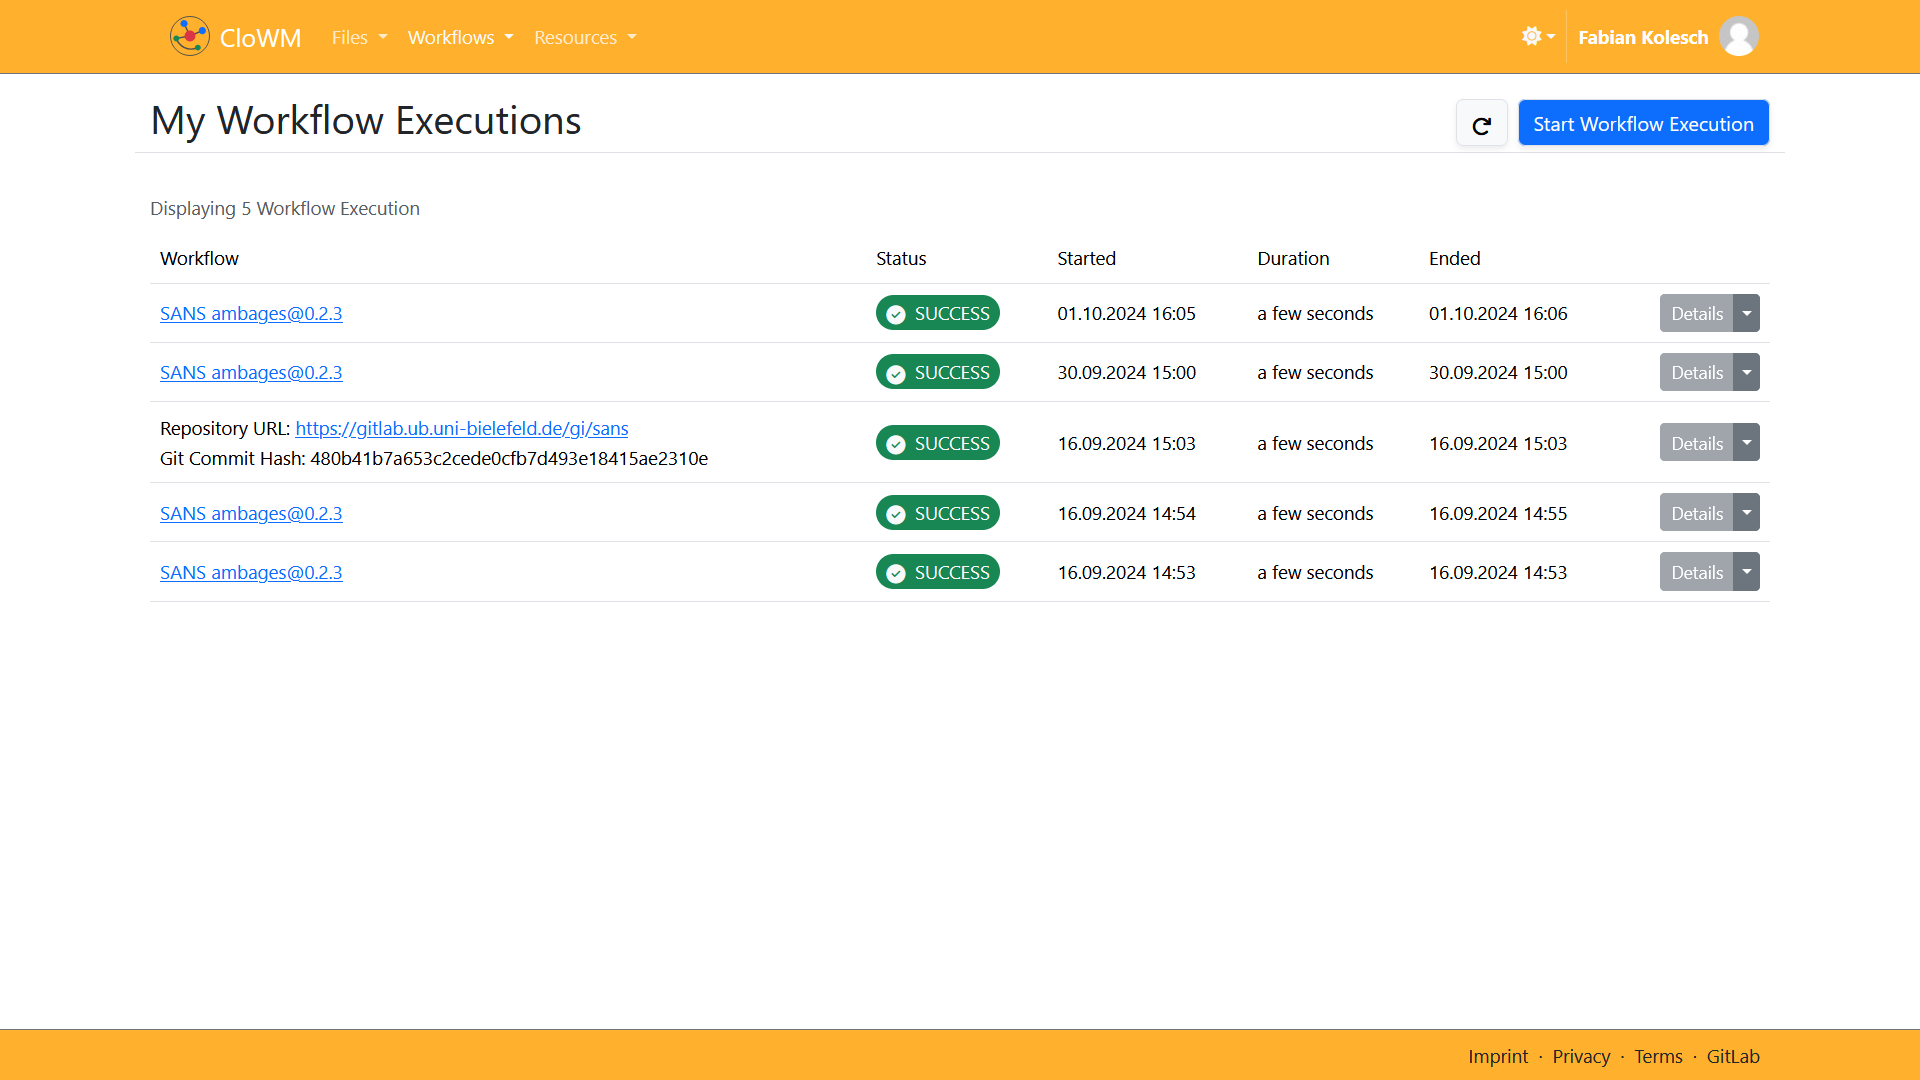 CloWM Files Workflows Resources Fabian Kolesch
My Workflow Executions Start Workflow Execution
Displaying 5 Workflow Execution
Workflow Status Started Duration Ended
SANS ambages@0.2.3 SUCCESS 01.10.2024 16:05 a few seconds 01.10.2024 16:06 Details
SANS ambages@0.2.3 SUCCESS 30.09.2024 15:00 a few seconds 30.09.2024 15:00 Details
Repository URL: https://gitlab.ub.uni-bielefeld.de/gi/sans
Git Commit Hash: 480b41b7a653c2cede0cfb7d493e18415ae2310e
SUCCESS 16.09.2024 15:03 a few seconds 16.09.2024 15:03 Details
SANS ambages@0.2.3 SUCCESS 16.09.2024 14:54 a few seconds 16.09.2024 14:55 Details
SANS ambages@0.2.3 SUCCESS 16.09.2024 14:53 a few seconds 16.09.2024 14:53 Details
Imprint · Privacy · Terms · GitLab